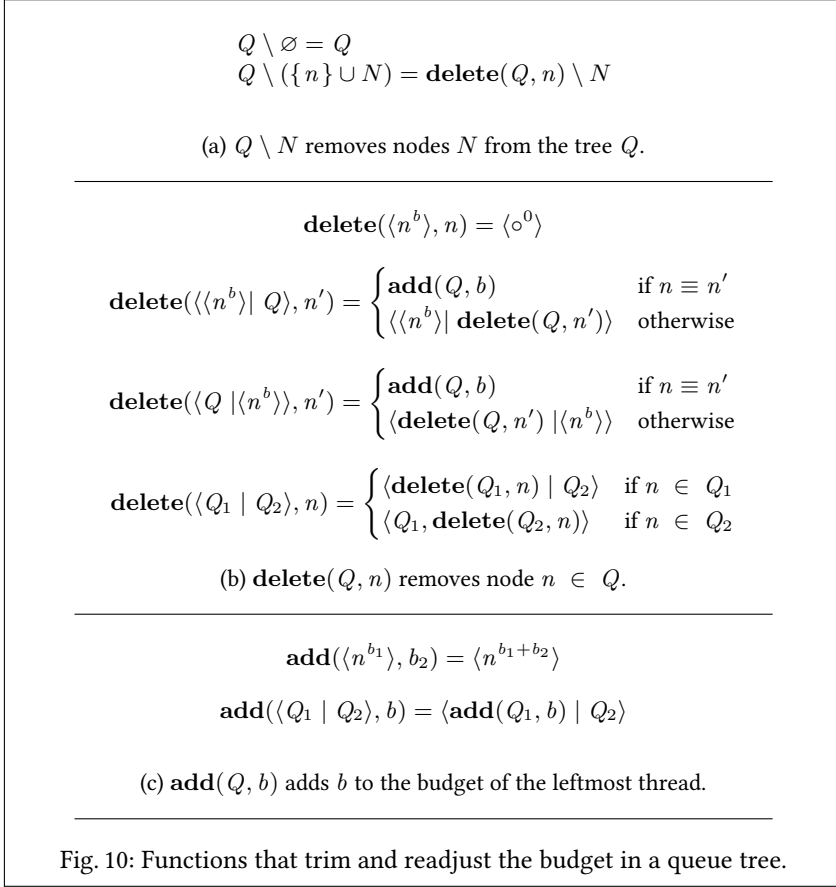 Q \ ∅ = Q
Q \ ({ n } ∪ N) = delete(Q, n) \ N
(a) Q \ N removes nodes N from the tree Q.
delete(⟨n^b⟩, n) = ⟨∘^0⟩
delete(⟨⟨n^b⟩| Q⟩, n′) = { add(Q, b) if n ≡ n′
⟨⟨n^b⟩| delete(Q, n′)⟩ otherwise
delete(⟨Q |⟨n^b⟩⟩, n′) = { add(Q, b) if n ≡ n′
⟨delete(Q, n′) |⟨n^b⟩⟩ otherwise
delete(⟨Q₁ | Q₂⟩, n) = { ⟨delete(Q₁, n) | Q₂⟩ if n ∈ Q₁
⟨Q₁, delete(Q₂, n)⟩ if n ∈ Q₂
(b) delete(Q, n) removes node n ∈ Q.
add(⟨n^{b₁}⟩, b₂) = ⟨n^{b₁+b₂}⟩
add(⟨Q₁ | Q₂⟩, b) = ⟨add(Q₁, b) | Q₂⟩
(c) add(Q, b) adds b to the budget of the leftmost thread.
Fig. 10: Functions that trim and readjust the budget in a queue tree.